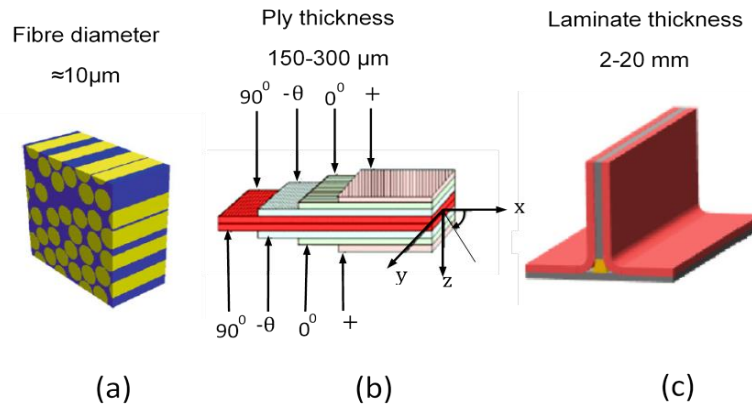 Fibre diameter
≈10μm
Ply thickness
150-300 μm
90⁰ -θ 0⁰ +
x
y
z
90⁰ -θ 0⁰ +
Laminate thickness
2-20 mm
(a)
(b)
(c)